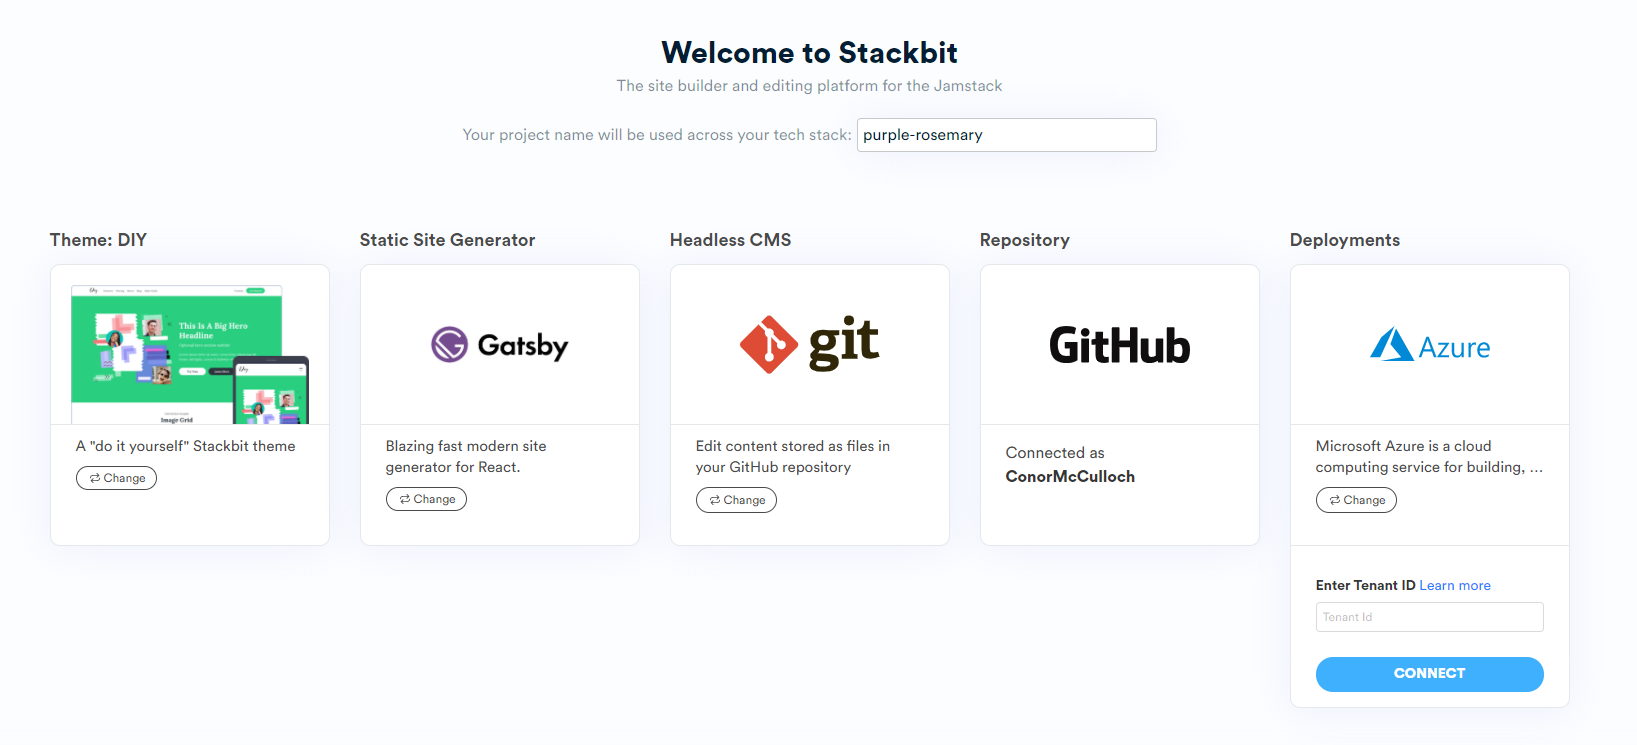 Welcome to Stackbit
The site builder and editing platform for the Jamstack
Your project name will be used across your tech stack: purple-rosemary
Theme: DIY
This Is A Big Hero
Headline
Image Grid
A "do it yourself" Stackbit theme
Change
Static Site Generator
Gatsby
Blazing fast modern site
generator for React.
Change
Headless CMS
git
Edit content stored as files in
your GitHub repository
Change
Repository
GitHub
Connected as
ConorMcCulloch
Deployments
Azure
Microsoft Azure is a cloud
computing service for building, ...
Change
Enter Tenant ID Learn more
Tenant Id
CONNECT